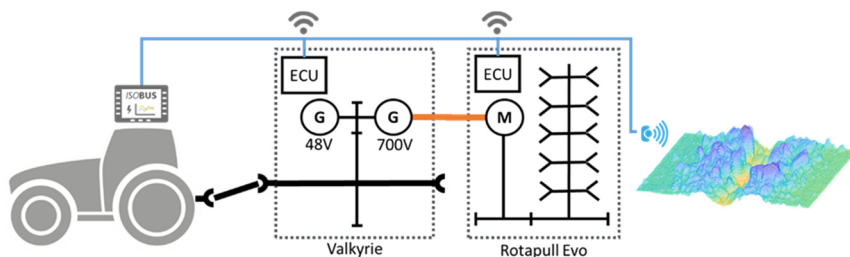 ISOBUS
ECU
ECU
G
G
M
48V
700V
Valkyrie
Rotapull Evo